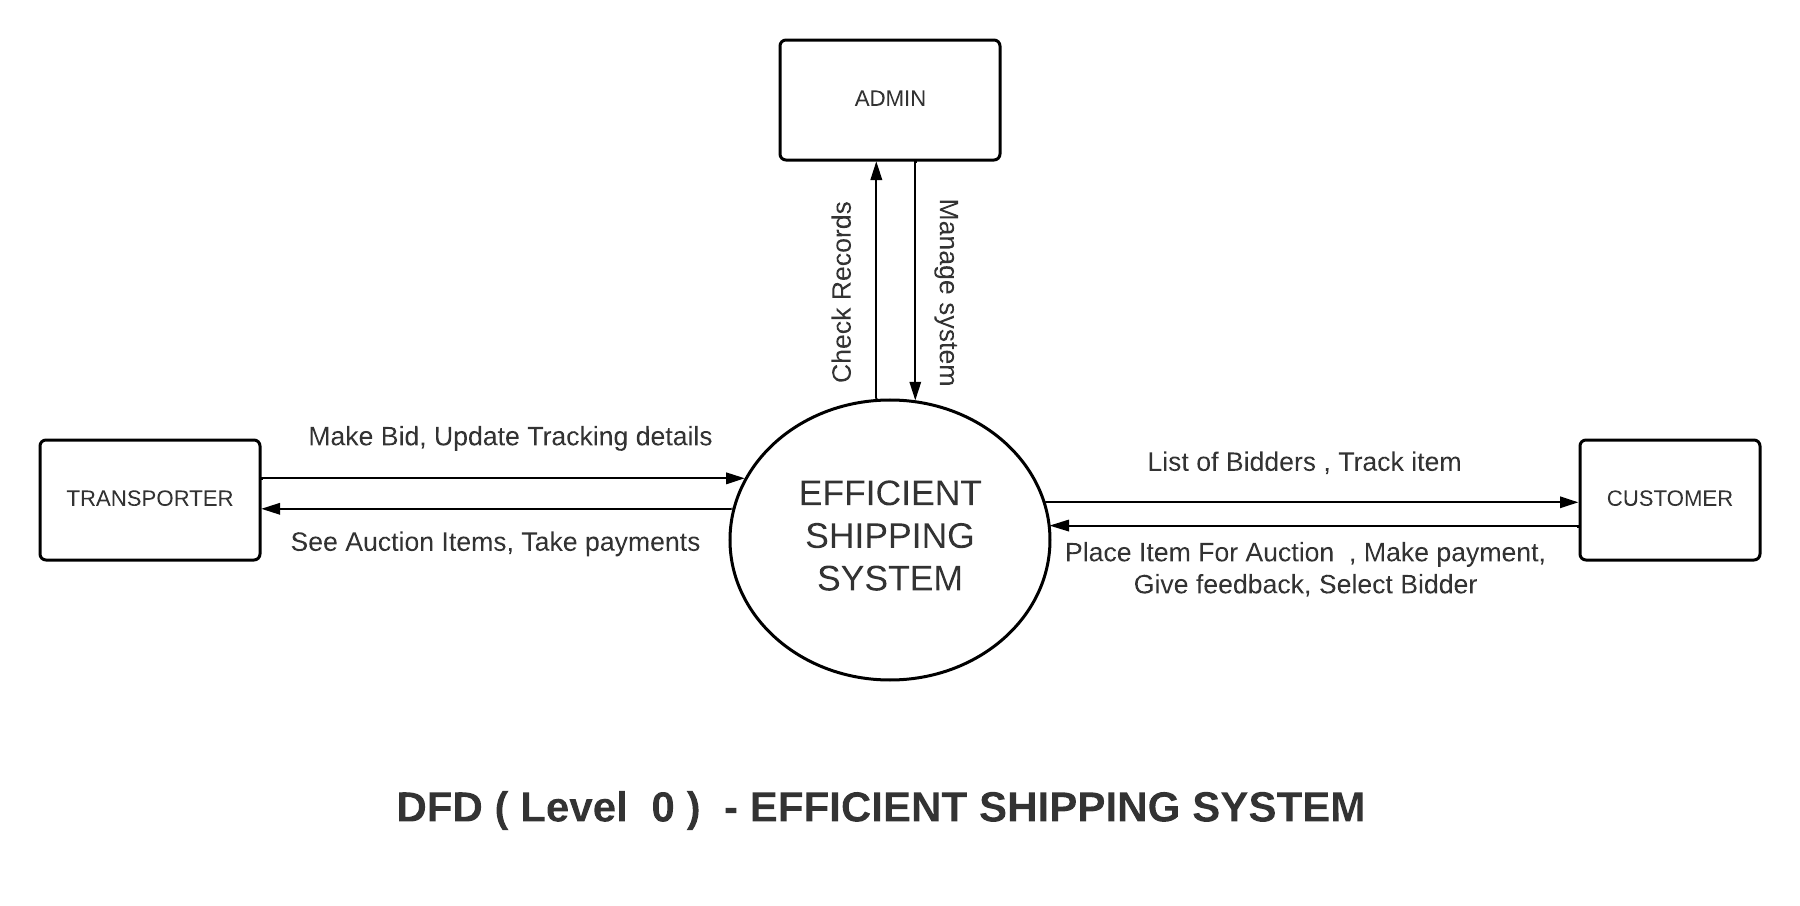 ADMIN
Check Records
Manage system
Make Bid, Update Tracking details
TRANSPORTER
See Auction Items, Take payments
EFFICIENT
SHIPPING
SYSTEM
List of Bidders , Track item
CUSTOMER
Place Item For Auction  , Make payment,
Give feedback, Select Bidder
DFD ( Level  0 )  - EFFICIENT SHIPPING SYSTEM